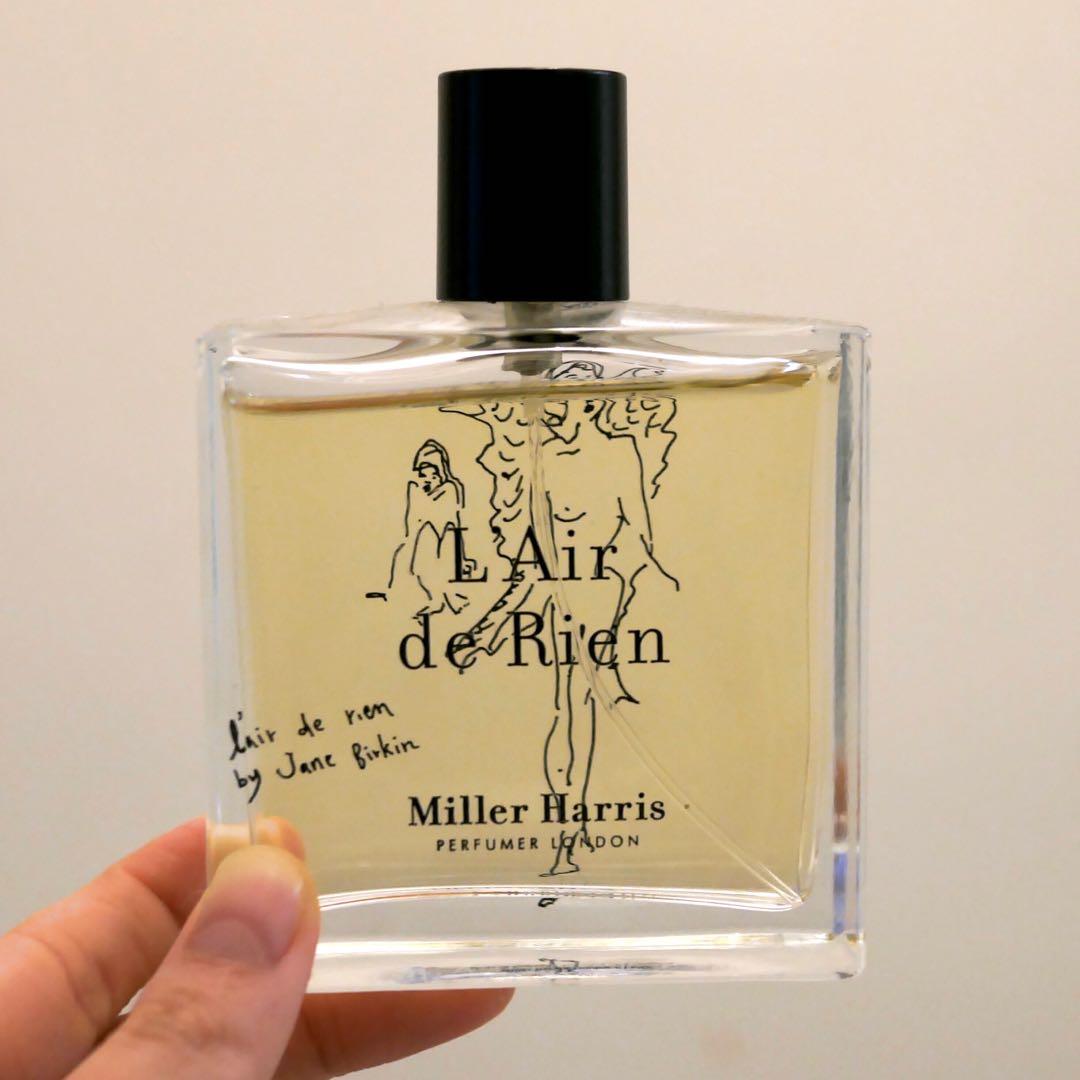 L'Air
de Rien
l'air de rien
by Jane Birkin
Miller Harris
PERFUMER LONDON